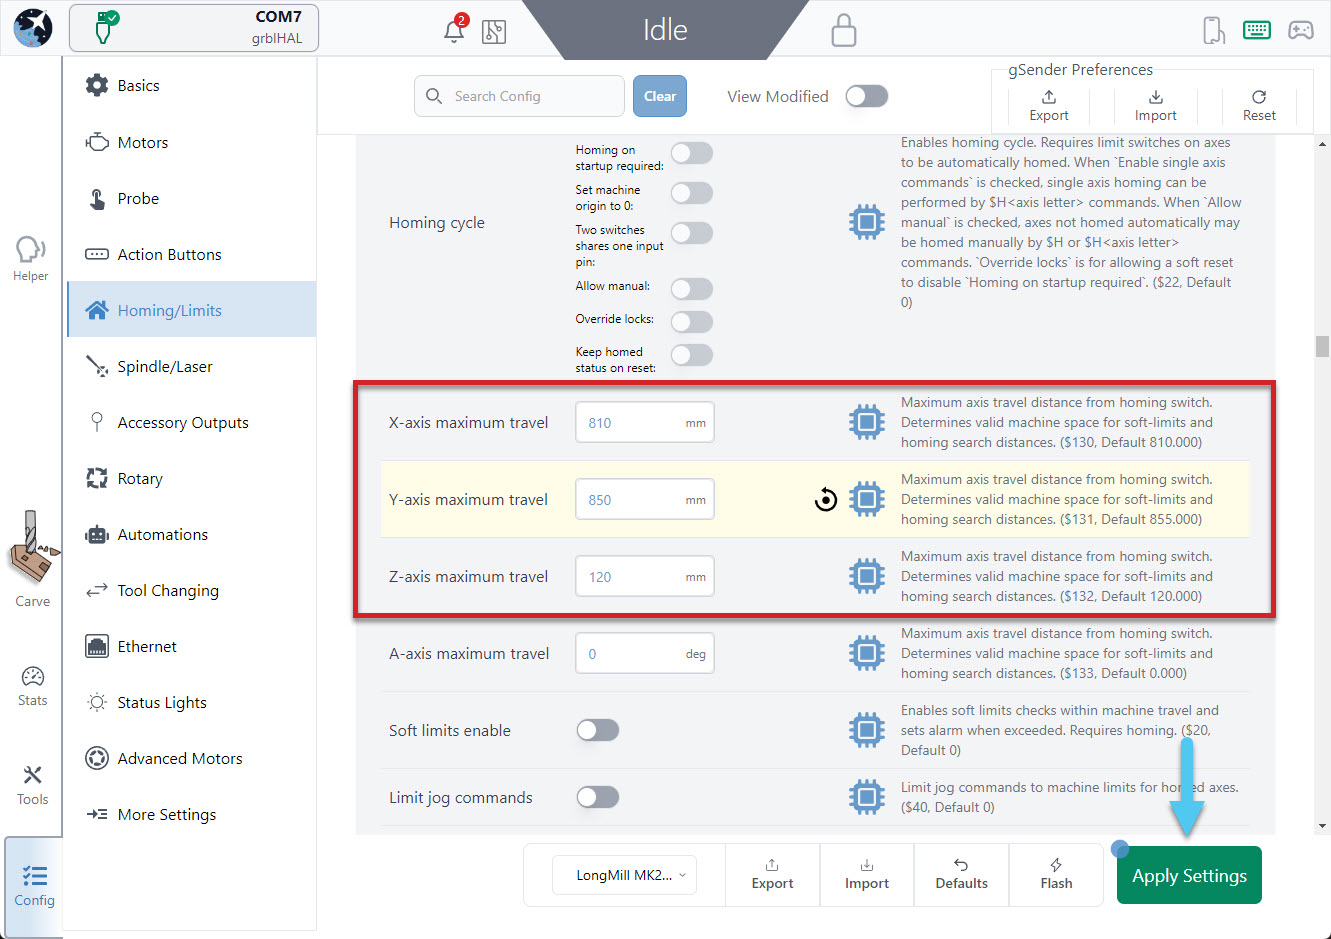 COM7
grblHAL
2
Idle
Helper
Carve
Stats
Tools
Config
Basics
Motors
Probe
Action Buttons
Homing/Limits
Spindle/Laser
Accessory Outputs
Rotary
Automations
Tool Changing
Ethernet
Status Lights
Advanced Motors
More Settings
Search Config
Clear
View Modified
gSender Preferences
Export
Import
Reset
Homing cycle
Homing on
startup required:
Set machine
origin to 0:
Two switches
shares one input
pin:
Allow manual:
Override locks:
Keep homed
status on reset:
Enables homing cycle. Requires limit switches on axes
to be automatically homed. When `Enable single axis
commands` is checked, single axis homing can be
performed by $H<axis letter> commands. When `Allow
manual` is checked, axes not homed automatically may
be homed manually by $H or $H<axis letter>
commands. `Override locks` is for allowing a soft reset
to disable `Homing on startup required`. ($22, Default
0)
X-axis maximum travel
810 mm
Maximum axis travel distance from homing switch.
Determines valid machine space for soft-limits and
homing search distances. ($130, Default 810.000)
Y-axis maximum travel
850 mm
Maximum axis travel distance from homing switch.
Determines valid machine space for soft-limits and
homing search distances. ($131, Default 855.000)
Z-axis maximum travel
120 mm
Maximum axis travel distance from homing switch.
Determines valid machine space for soft-limits and
homing search distances. ($132, Default 120.000)
A-axis maximum travel
0 deg
Maximum axis travel distance from homing switch.
Determines valid machine space for soft-limits and
homing search distances. ($133, Default 0.000)
Soft limits enable
Enables soft limits checks within machine travel and
sets alarm when exceeded. Requires homing. ($20,
Default 0)
Limit jog commands
Limit jog commands to machine limits for homed axes.
($40, Default 0)
LongMill MK2...
Export
Import
Defaults
Flash
Apply Settings